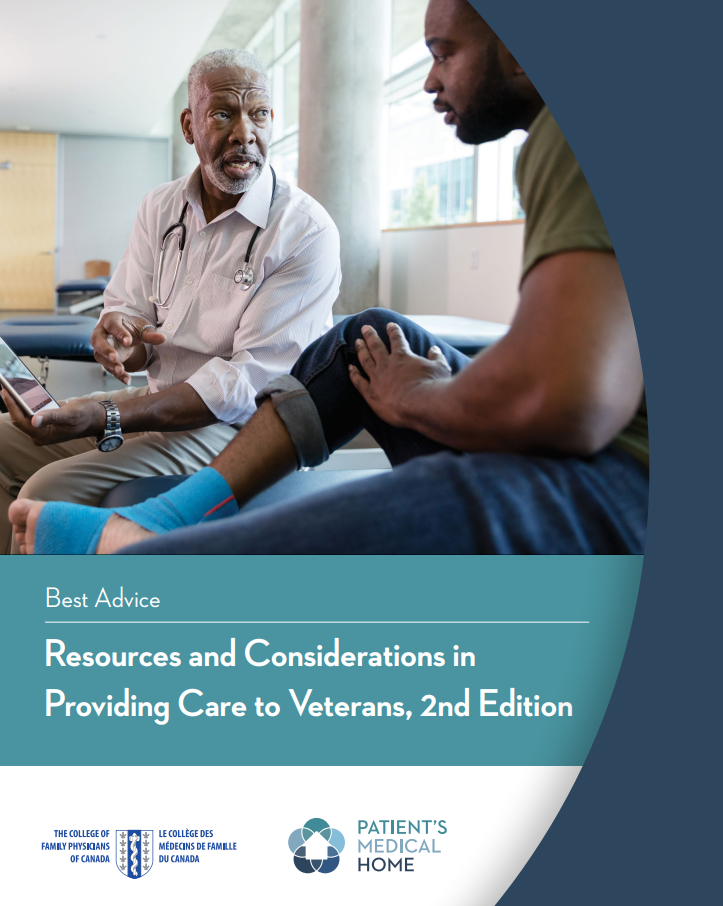 Best Advice
Resources and Considerations in
Providing Care to Veterans, 2nd Edition
THE COLLEGE OF
FAMILY PHYSICIANS
OF CANADA
LE COLLÈGE DES
MÉDECINS DE FAMILLE
DU CANADA
PATIENT'S
MEDICAL
HOME